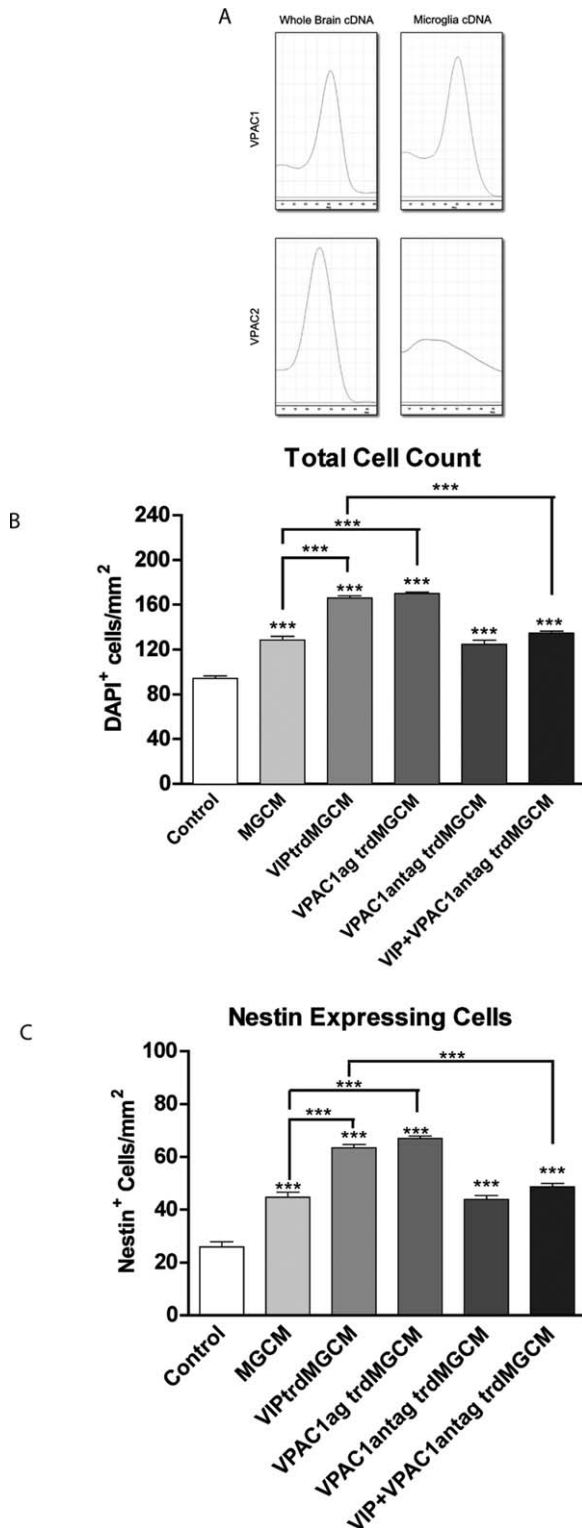 A
Whole Brain cDNA
Microglia cDNA
VPAC1
VPAC2
B
Total Cell Count
DAPI+ cells/mm2
240
200
160
120
80
40
0
***
***
***
***
***
***
***
***
Control
MGCM
VIPtrdMGCM
VPAC1ag trdMGCM
VPAC1antag trdMGCM
VIP+VPAC1antag trdMGCM
C
Nestin Expressing Cells
Nestin+ Cells/mm2
100
80
60
40
20
0
***
***
***
***
***
***
***
***
Control
MGCM
VIPtrdMGCM
VPAC1ag trdMGCM
VPAC1antag trdMGCM
VIP+VPAC1antag trdMGCM